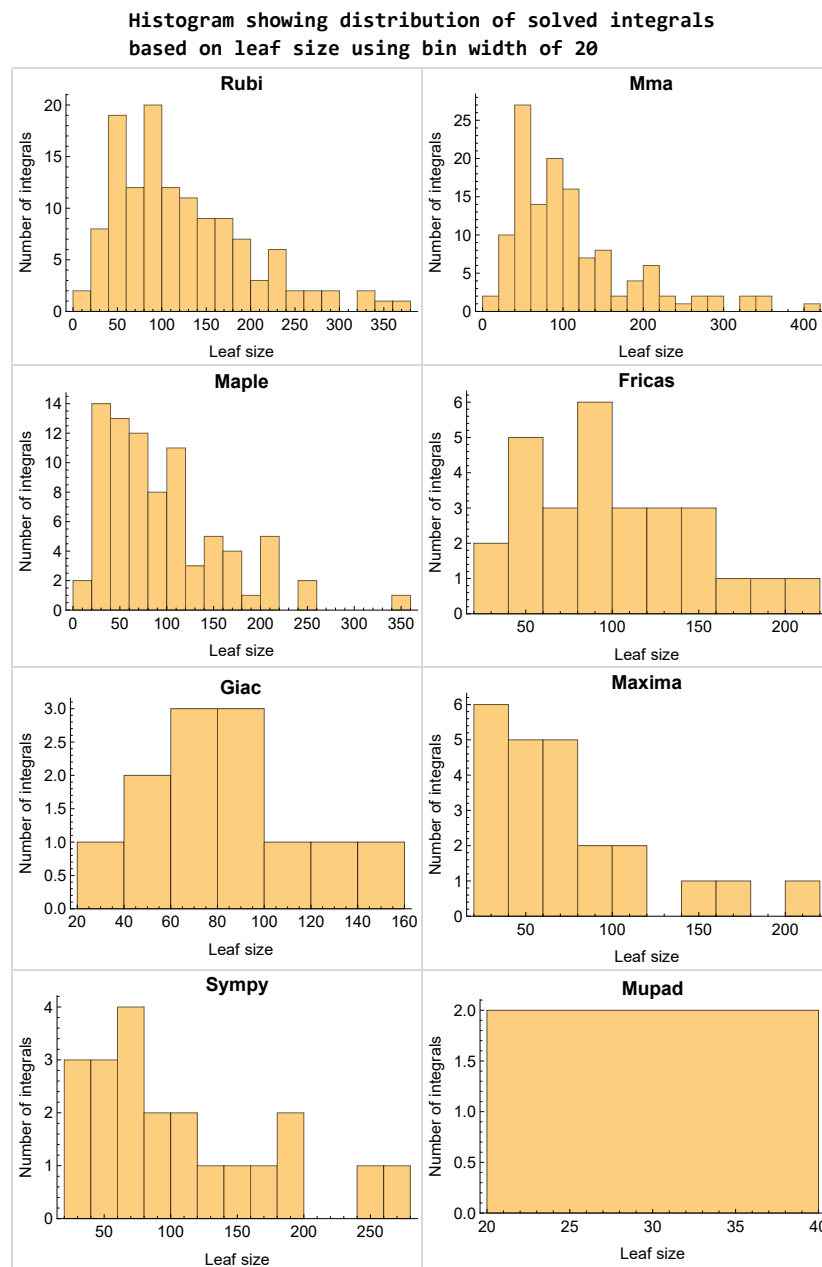 Histogram showing distribution of solved integrals
based on leaf size using bin width of 20
Rubi
Number of integrals
20
15
10
5
0
0 50 100 150 200 250 300 350
Leaf size
Mma
Number of integrals
25
20
15
10
5
0
0 100 200 300 400
Leaf size
Maple
Number of integrals
14
12
10
8
6
4
2
0
0 50 100 150 200 250 300 350
Leaf size
Fricas
Number of integrals
6
5
4
3
2
1
0
50 100 150 200
Leaf size
Giac
Number of integrals
3.0
2.5
2.0
1.5
1.0
0.5
0.0
20 40 60 80 100 120 140 160
Leaf size
Maxima
Number of integrals
6
5
4
3
2
1
0
50 100 150 200
Leaf size
Sympy
Number of integrals
4
3
2
1
0
50 100 150 200 250
Leaf size
Mupad
Number of integrals
2.0
1.5
1.0
0.5
0.0
20 25 30 35 40
Leaf size